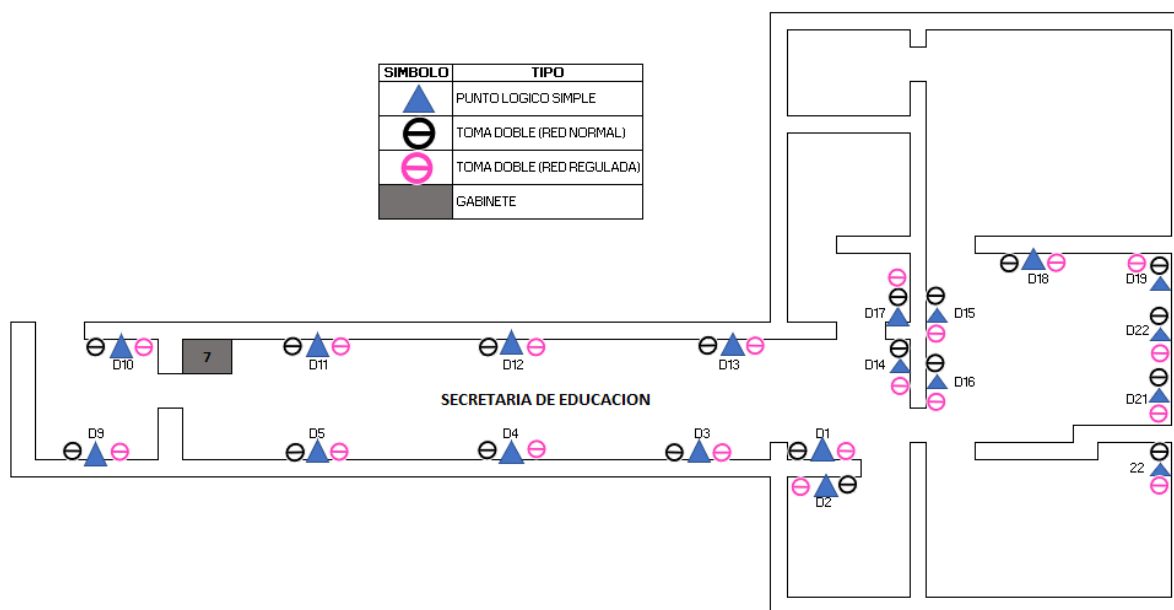 SIMBOLO TIPO
PUNTO LOGICO SIMPLE
TOMA DOBLE (RED NORMAL)
TOMA DOBLE (RED REGULADA)
GABINETE
D18
D19
D17
D15
D22
D10
7
D11
D12
D13
D14
D16
D21
SECRETARIA DE EDUCACION
D9
D5
D4
D3
D1
22
D2